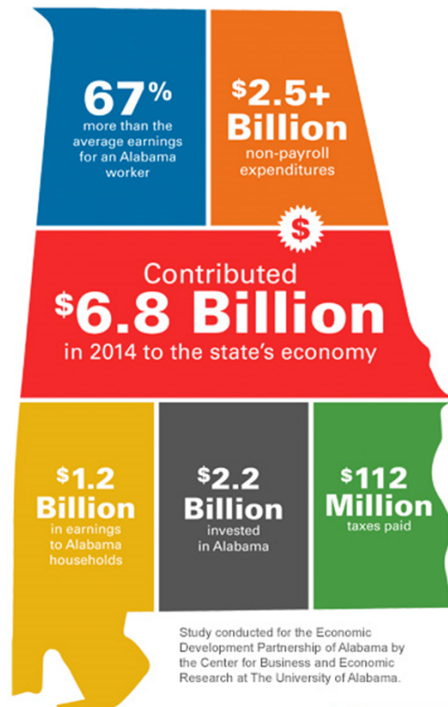 67%
more than the
average earnings
for an Alabama
worker
$2.5+
Billion
non-payroll
expenditures
$
Contributed
$6.8 Billion
in 2014 to the state's economy
$1.2
Billion
in earnings
to Alabama
households
$2.2
Billion
invested
in Alabama
$112
Million
taxes paid
Study conducted for the Economic
Development Partnership of Alabama by
the Center for Business and Economic
Research at The University of Alabama.